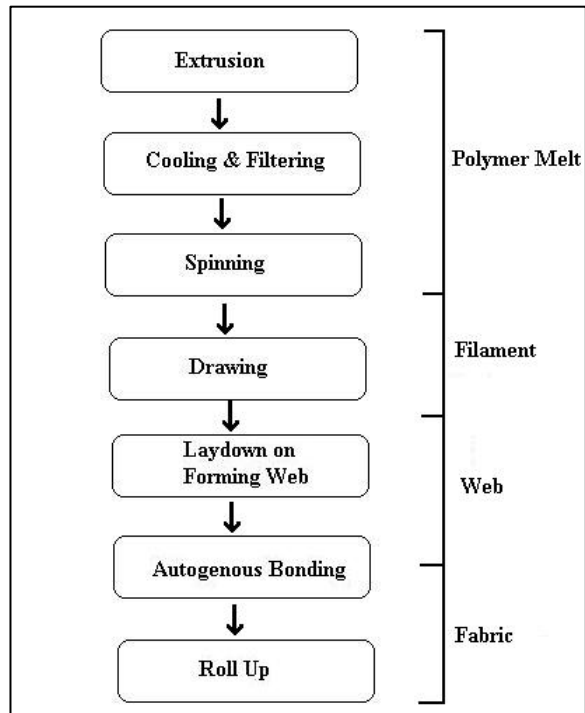 Extrusion
Cooling & Filtering
Spinning
Drawing
Laydown on
Forming Web
Autogenous Bonding
Roll Up
Polymer Melt
Filament
Web
Fabric